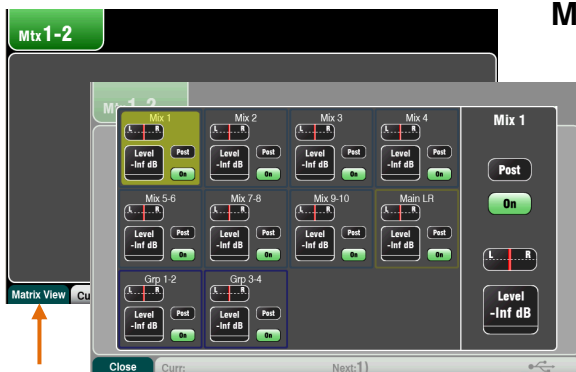 M
Mtx 1-2
Mix 1 Mix 2 Mix 3 Mix 4 Mix 1
L R L R L R L R
Level Post Level Post Level Post Level Post Post
-Inf dB On -Inf dB On -Inf dB On -Inf dB On
On
Mix 5-6 Mix 7-8 Mix 9-10 Main LR
L R L R L R L R
Level Post Level Post Level Post Level Post
-Inf dB On -Inf dB On -Inf dB On -Inf dB On
L R
Grp 1-2 Grp 3-4
L R L R
Level Post Level Post Level
-Inf dB On -Inf dB On -Inf dB
Matrix View Cu
Close Curr: Next:1)